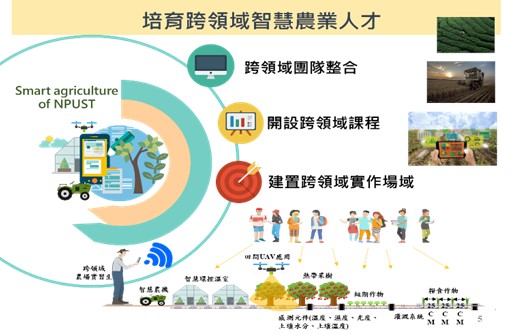 培育跨領域智慧農業人才
Smart agriculture
of NPUST
跨領域團隊整合
開設跨領域課程
建置跨領域實作場域
跨領域
農場實習生
智慧農機
智慧環控溫室
田間UAV應用
熱帶果樹
短期作物
糧食作物
感測元件(溫度、濕度、光度、
土壤水分、土壤溫度)
灌溉系統
25 25 25
C C C
M M M
5